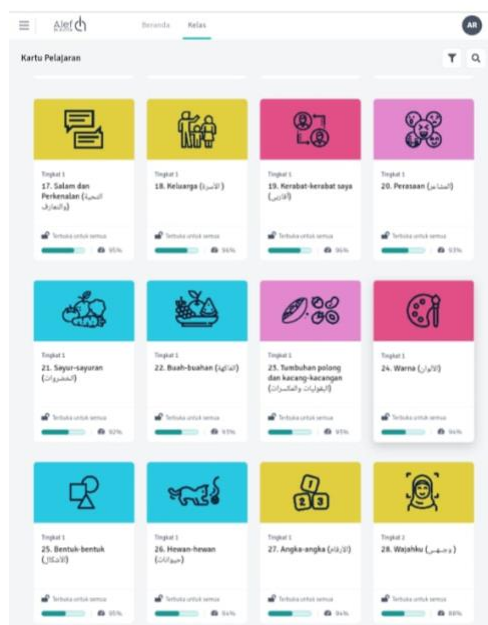 Alef
Beranda
Kelas
AR
Kartu Pelajaran
Tingkat 1
17. Salam dan
Perkenalan (التحية
والتعارف)
Terbuka untuk semua
95%
Tingkat 1
18. Keluarga (الأسرة)
Terbuka untuk semua
96%
Tingkat 1
19. Kerabat-kerabat saya
(أقاربي)
Terbuka untuk semua
96%
Tingkat 1
20. Perasaan (المشاعر)
Terbuka untuk semua
93%
Tingkat 1
21. Sayur-sayuran
(الخضروات)
Terbuka untuk semua
92%
Tingkat 1
22. Buah-buahan (الفاكهة)
Terbuka untuk semua
93%
Tingkat 1
23. Tumbuhan polong
dan kacang-kacangan
(البقوليات والمكسرات)
Terbuka untuk semua
95%
Tingkat 1
24. Warna (الألوان)
Terbuka untuk semua
94%
Tingkat 1
25. Bentuk-bentuk
(الأشكال)
Terbuka untuk semua
95%
Tingkat 1
26. Hewan-hewan
(حيوانات)
Terbuka untuk semua
94%
1
2 3
Tingkat 1
27. Angka-angka (الأرقام)
Terbuka untuk semua
94%
Tingkat 1
28. Wajahku (وجهي)
Terbuka untuk semua
88%